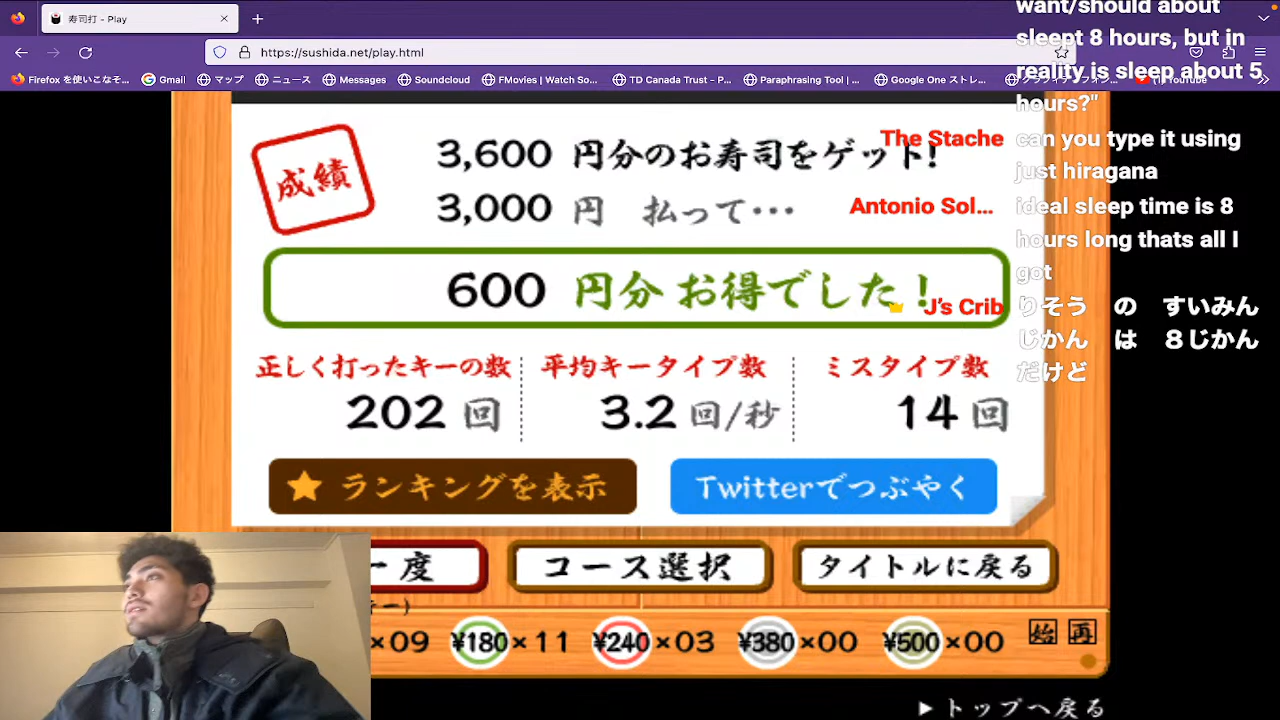 寿司打 - Play
https://sushida.net/play.html
Firefox を使いこなそ...
Gmail
マップ
ニュース
Messages
Soundcloud
FMovies | Watch So...
TD Canada Trust - P...
Paraphrasing Tool | ...
Google One ストレ...
成績
3,600 円分のお寿司をゲット!
3,000 円 払って…
600 円分 お得でした!
正しく打ったキーの数
202 回
平均キータイプ数
3.2 回/秒
ミスタイプ数
14 回
ランキングを表示
Twitterでつぶやく
一度
コース選択
タイトルに戻る
キー)
×09
¥180×11
¥240×03
¥380×00
¥500×00
始
再
▶トップへ戻る
want/should about
sleept 8 hours, but in
reality is sleep about 5
hours?"
The Stache can you type it using
just hiragana
Antonio Sol... ideal sleep time is 8
hours long thats all I
got
J's Crib りそう の すいみん
じかん は 8じかん
だけど